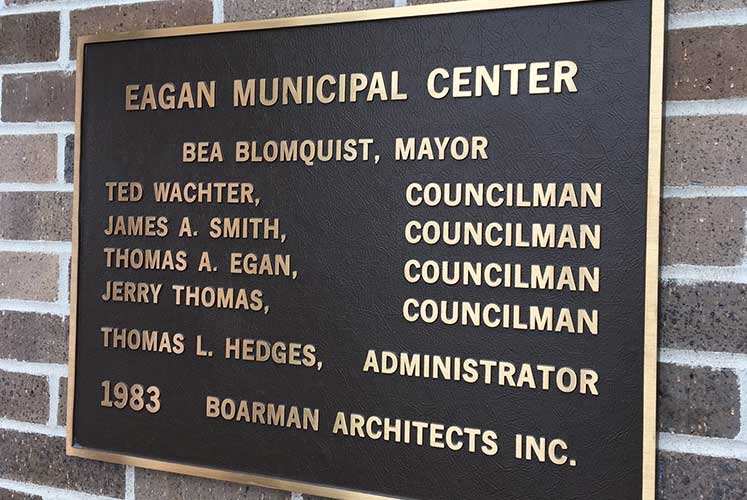 EAGAN MUNICIPAL CENTER
BEA BLOMQUIST, MAYOR
TED WACHTER, COUNCILMAN
JAMES A. SMITH, COUNCILMAN
THOMAS A. EGAN, COUNCILMAN
JERRY THOMAS, COUNCILMAN
THOMAS L. HEDGES, ADMINISTRATOR
1983 BOARMAN ARCHITECTS INC.